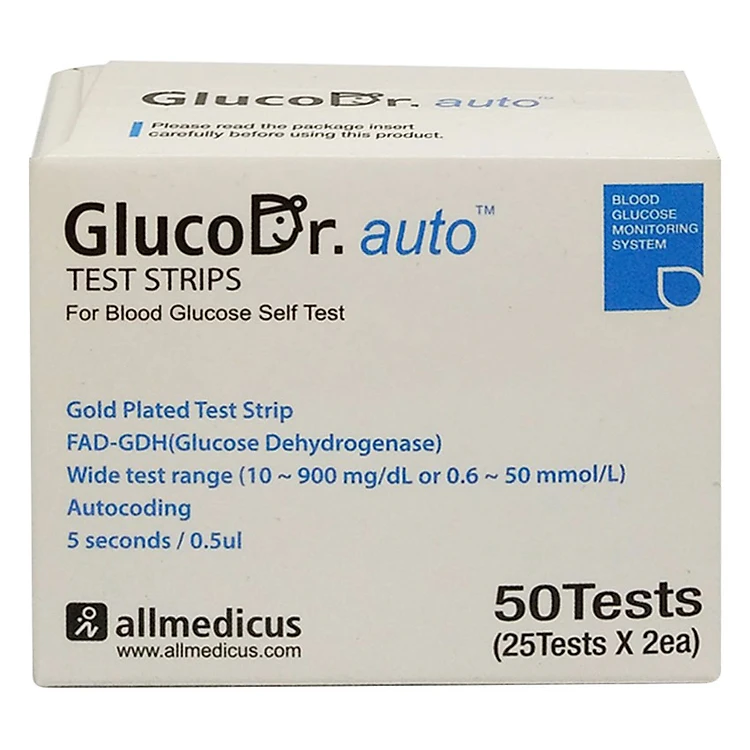 GlucoDr. auto™
Please read the package insert
carefully before using this product.
GlucoDr. auto™
TEST STRIPS
For Blood Glucose Self Test
BLOOD
GLUCOSE
MONITORING
SYSTEM
Gold Plated Test Strip
FAD-GDH(Glucose Dehydrogenase)
Wide test range (10 ~ 900 mg/dL or 0.6 ~ 50 mmol/L)
Autocoding
5 seconds / 0.5ul
allmedicus
www.allmedicus.com
50Tests
(25Tests X 2ea)